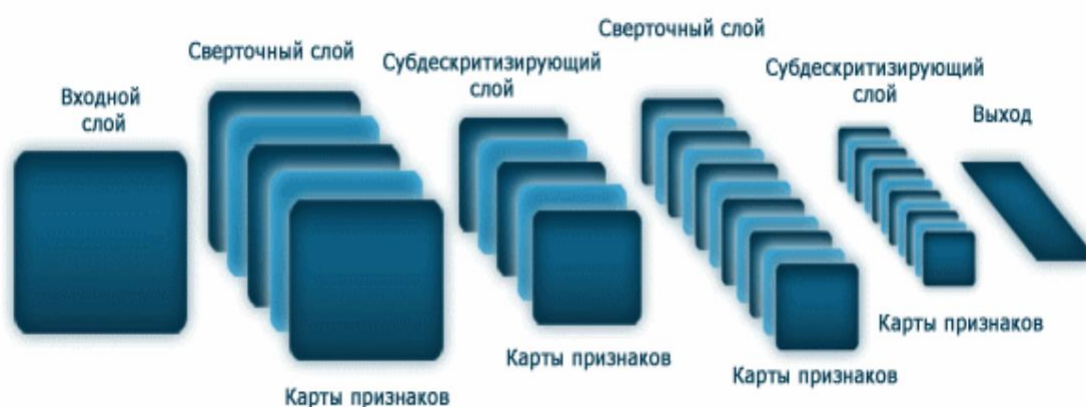 Входной
слой
Сверточный слой
Карты признаков
Субдескритизирующий
слой
Карты признаков
Сверточный слой
Карты признаков
Субдескритизирующий
слой
Карты признаков
Выход